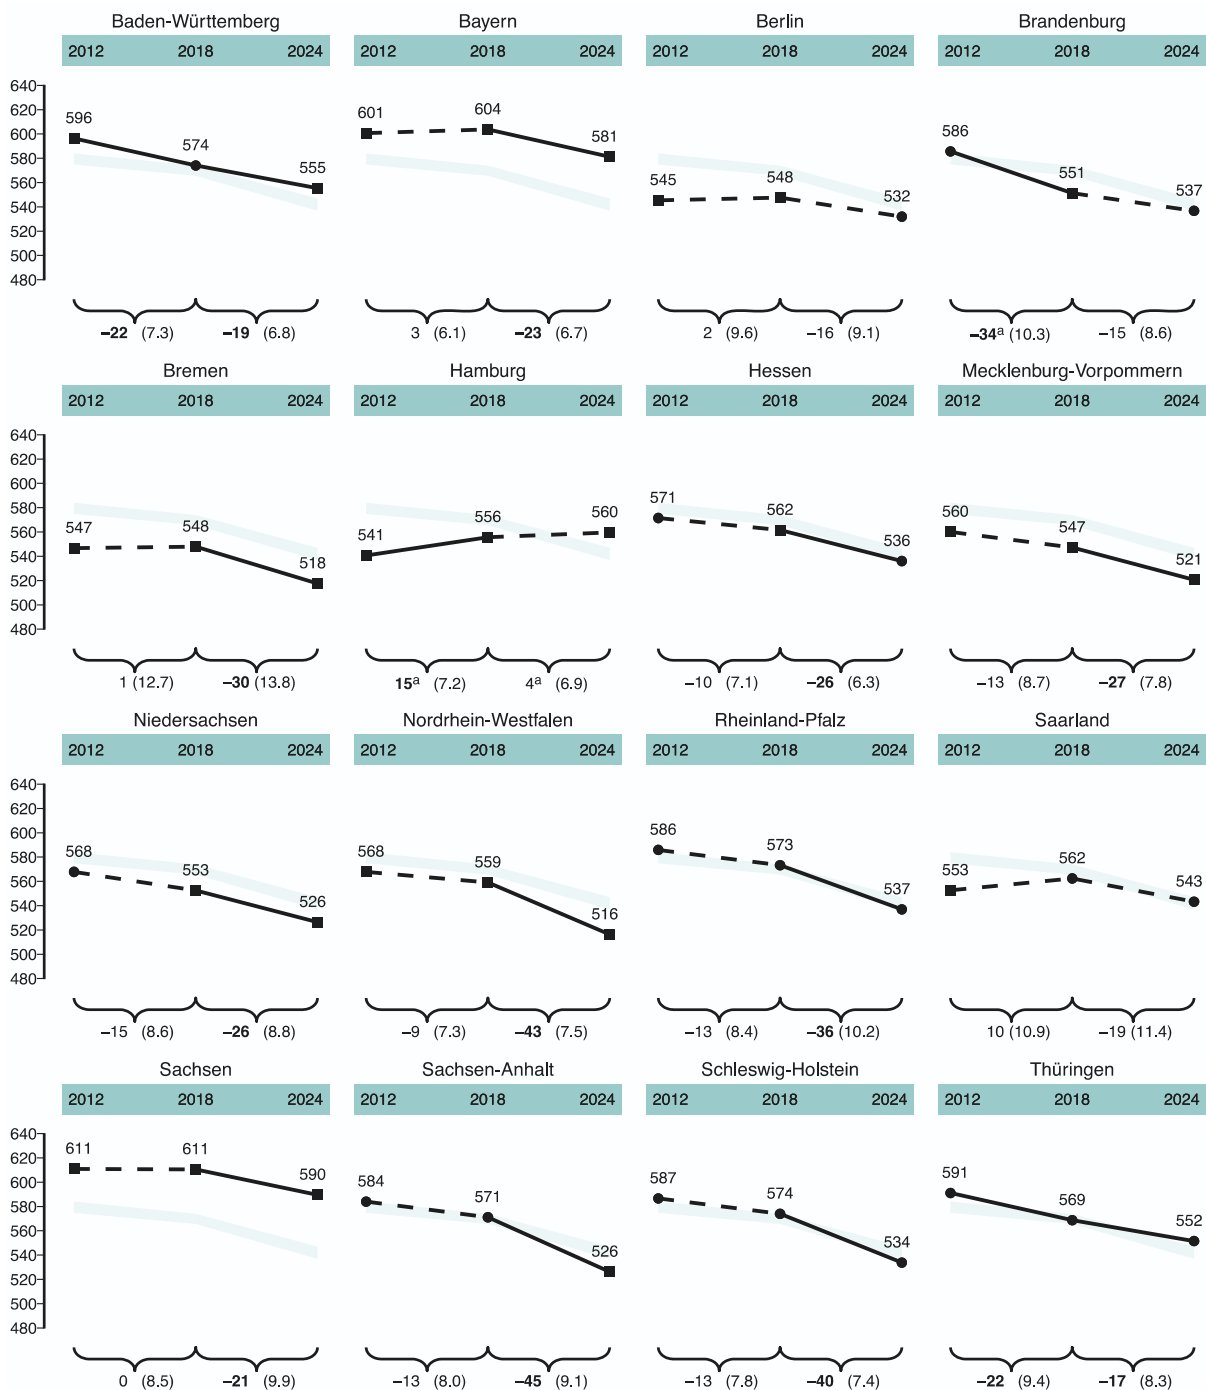 Baden-Württemberg Bayern Berlin Brandenburg
2012 2018 2024 2012 2018 2024 2012 2018 2024 2012 2018 2024
640
620
600
580
560
540
520
500
480
596 574 555
601 604 581
545 548 532
586 551 537
–22 (7.3) –19 (6.8) 3 (6.1) –23 (6.7) 2 (9.6) –16 (9.1) –34ᵃ (10.3) –15 (8.6)
Bremen Hamburg Hessen Mecklenburg-Vorpommern
2012 2018 2024 2012 2018 2024 2012 2018 2024 2012 2018 2024
640
620
600
580
560
540
520
500
480
547 548 518
541 556 560
571 562 536
560 547 521
1 (12.7) –30 (13.8) 15ᵃ (7.2) 4ᵃ (6.9) –10 (7.1) –26 (6.3) –13 (8.7) –27 (7.8)
Niedersachsen Nordrhein-Westfalen Rheinland-Pfalz Saarland
2012 2018 2024 2012 2018 2024 2012 2018 2024 2012 2018 2024
640
620
600
580
560
540
520
500
480
568 553 526
568 559 516
586 573 537
553 562 543
–15 (8.6) –26 (8.8) –9 (7.3) –43 (7.5) –13 (8.4) –36 (10.2) 10 (10.9) –19 (11.4)
Sachsen Sachsen-Anhalt Schleswig-Holstein Thüringen
2012 2018 2024 2012 2018 2024 2012 2018 2024 2012 2018 2024
640
620
600
580
560
540
520
500
480
611 611 590
584 571 526
587 574 534
591 569 552
0 (8.5) –21 (9.9) –13 (8.0) –45 (9.1) –13 (7.8) –40 (7.4) –22 (9.4) –17 (8.3)